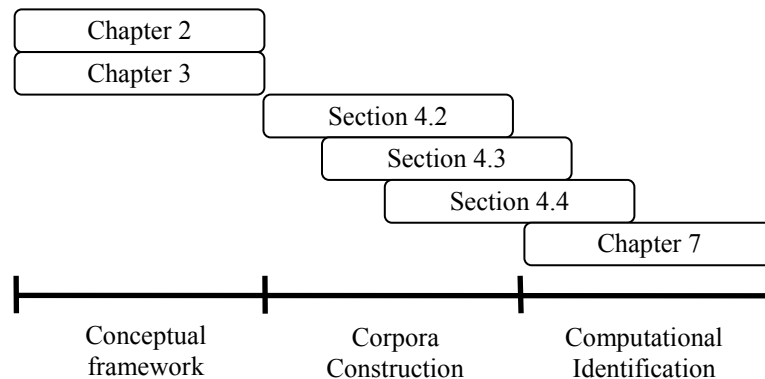 Chapter 2
Chapter 3
Section 4.2
Section 4.3
Section 4.4
Chapter 7
Conceptual
framework
Corpora
Construction
Computational
Identification